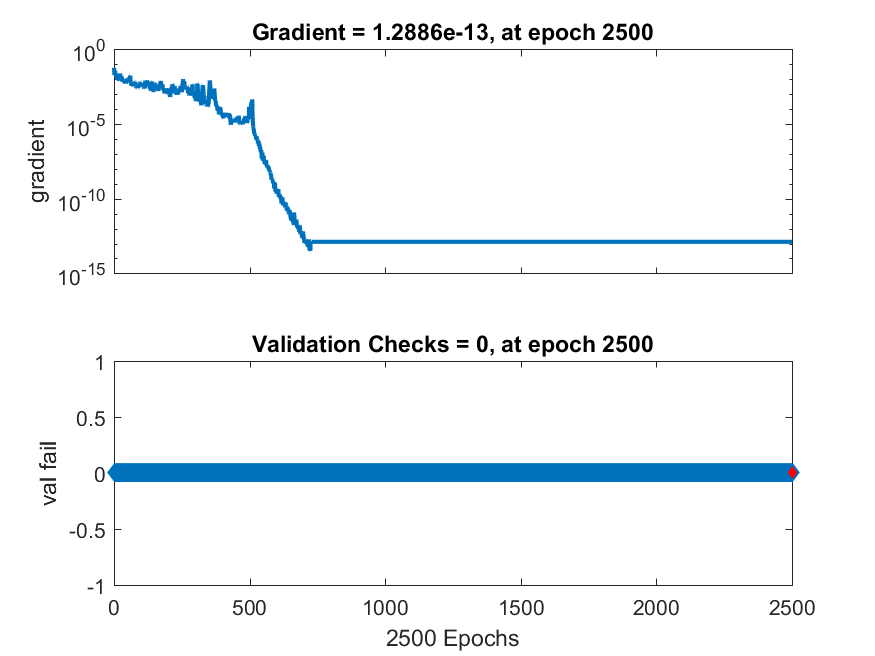 Gradient = 1.2886e-13, at epoch 2500
10^0
10^-5
10^-10
10^-15
gradient
Validation Checks = 0, at epoch 2500
1
0.5
0
-0.5
-1
val fail
0 500 1000 1500 2000 2500
2500 Epochs